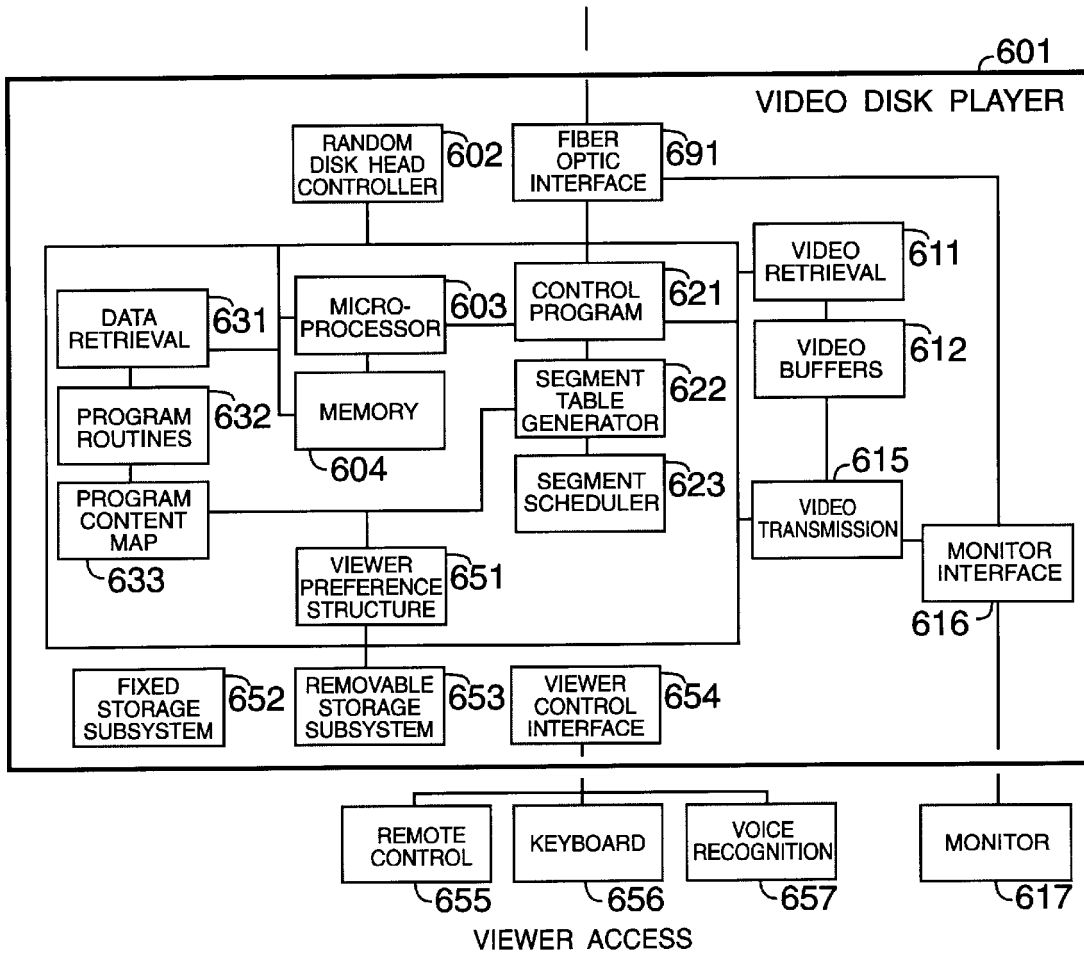 601
VIDEO DISK PLAYER
RANDOM
DISK HEAD
CONTROLLER
602
FIBER
OPTIC
INTERFACE
691
VIDEO
RETRIEVAL
611
DATA
RETRIEVAL
631
MICRO-
PROCESSOR
603
CONTROL
PROGRAM
621
VIDEO
BUFFERS
612
PROGRAM
ROUTINES
632
MEMORY
604
SEGMENT
TABLE
GENERATOR
622
PROGRAM
CONTENT
MAP
633
SEGMENT
SCHEDULER
623
615
VIDEO
TRANSMISSION
MONITOR
INTERFACE
616
VIEWER
PREFERENCE
STRUCTURE
651
FIXED
STORAGE
SUBSYSTEM
652
REMOVABLE
STORAGE
SUBSYSTEM
653
VIEWER
CONTROL
INTERFACE
654
REMOTE
CONTROL
655
KEYBOARD
656
VOICE
RECOGNITION
657
MONITOR
617
VIEWER ACCESS